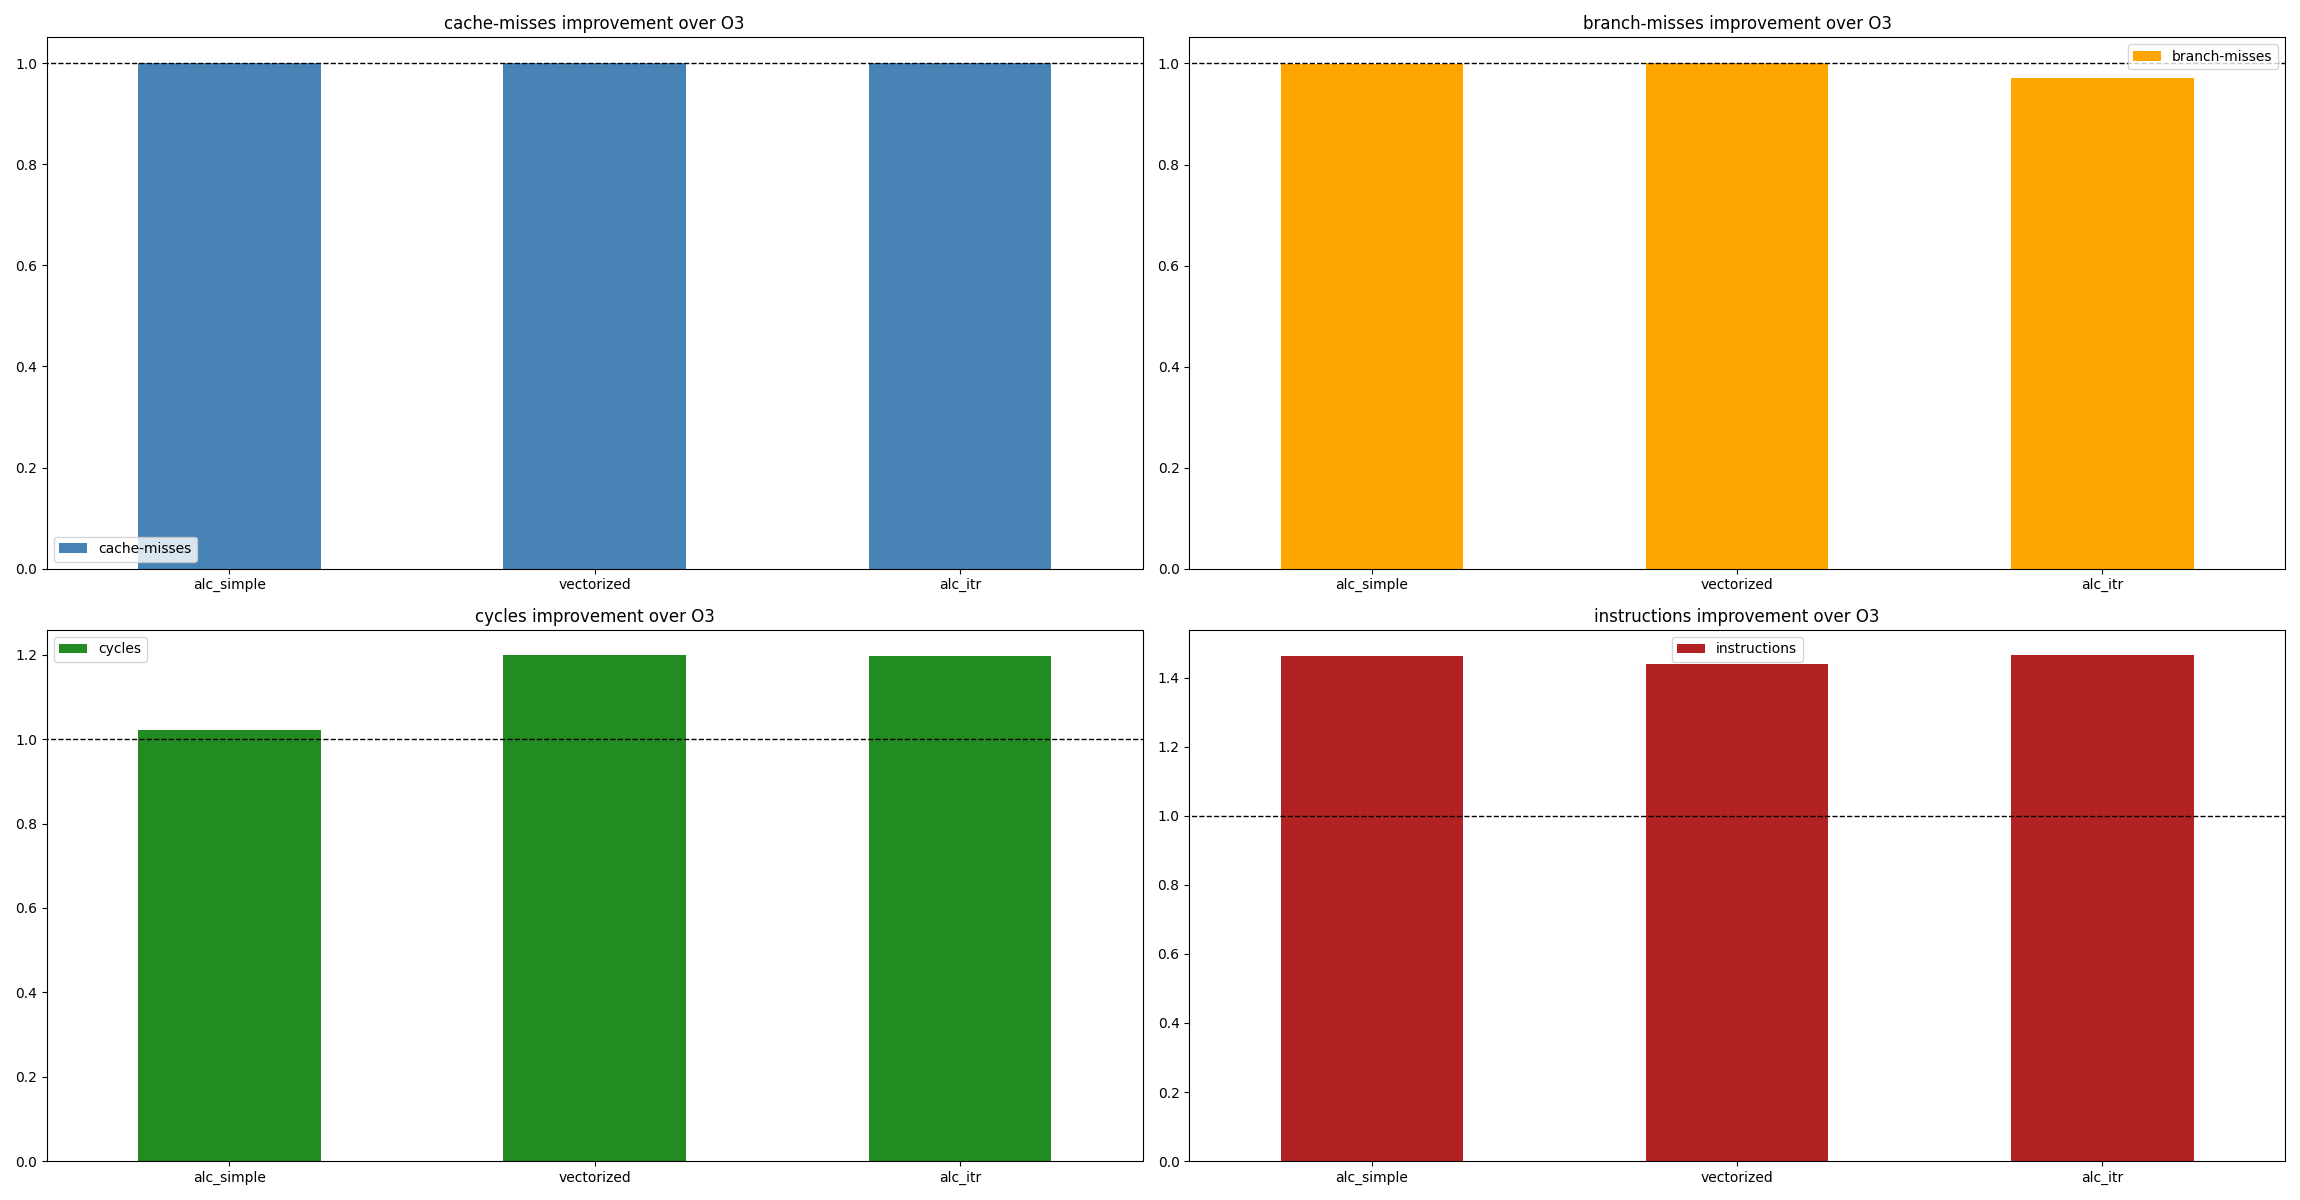 cache-misses improvement over O3
1.0
0.8
0.6
0.4
0.2
0.0
cache-misses
alc_simple
vectorized
alc_itr
branch-misses improvement over O3
1.0
0.8
0.6
0.4
0.2
0.0
branch-misses
alc_simple
vectorized
alc_itr
cycles improvement over O3
1.2
1.0
0.8
0.6
0.4
0.2
0.0
cycles
alc_simple
vectorized
alc_itr
instructions improvement over O3
1.4
1.2
1.0
0.8
0.6
0.4
0.2
0.0
instructions
alc_simple
vectorized
alc_itr